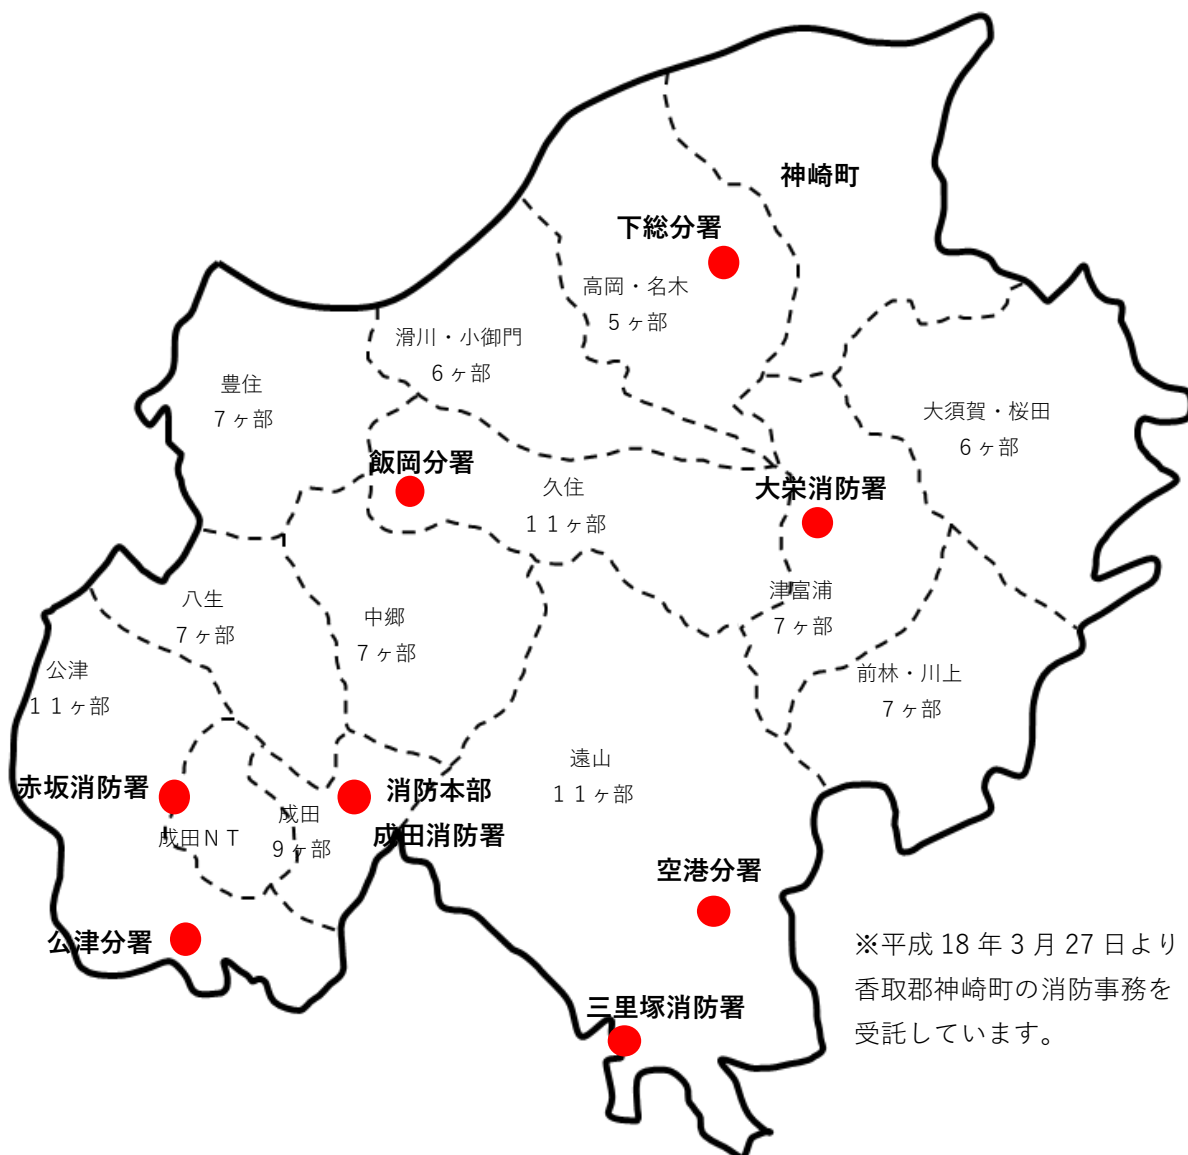 神崎町
下総分署
高岡・名木
５ヶ部
滑川・小御門
６ヶ部
豊住
７ヶ部
大須賀・桜田
６ヶ部
飯岡分署
久住
１１ヶ部
大栄消防署
津富浦
７ヶ部
八生
７ヶ部
中郷
７ヶ部
公津
１１ヶ部
前林・川上
７ヶ部
遠山
１１ヶ部
赤坂消防署
成田ＮＴ
成田
９ヶ部
消防本部
成田消防署
空港分署
公津分署
三里塚消防署
※平成 18 年 3 月 27 日より
香取郡神崎町の消防事務を
受託しています。